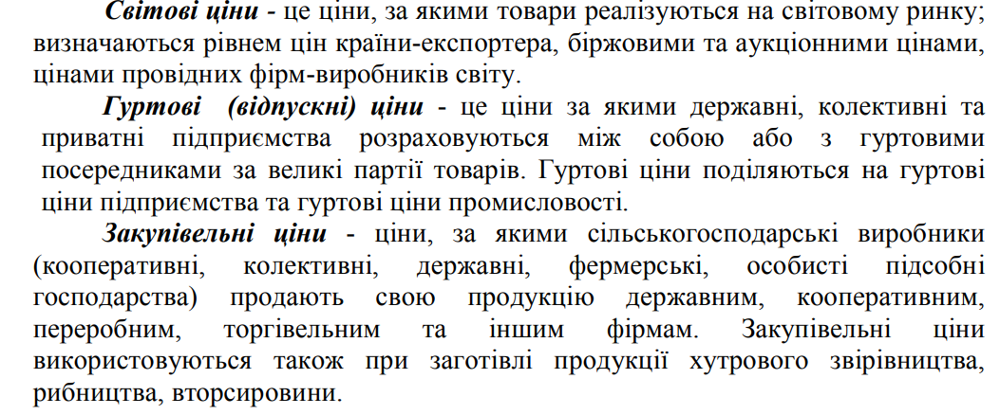 Світові ціни - це ціни, за якими товари реалізуються на світовому ринку;
визначаються рівнем цін країни-експортера, біржовими та аукціонними цінами,
цінами провідних фірм-виробників світу.
Гуртові (відпускні) ціни - це ціни за якими державні, колективні та
приватні підприємства розраховуються між собою або з гуртовими
посередниками за великі партії товарів. Гуртові ціни поділяються на гуртові
ціни підприємства та гуртові ціни промисловості.
Закупівельні ціни - ціни, за якими сільськогосподарські виробники
(кооперативні, колективні, державні, фермерські, особисті підсобні
господарства) продають свою продукцію державним, кооперативним,
переробним, торгівельним та іншим фірмам. Закупівельні ціни
використовуються також при заготівлі продукції хутрового звірівництва,
рибництва, вторсировини.